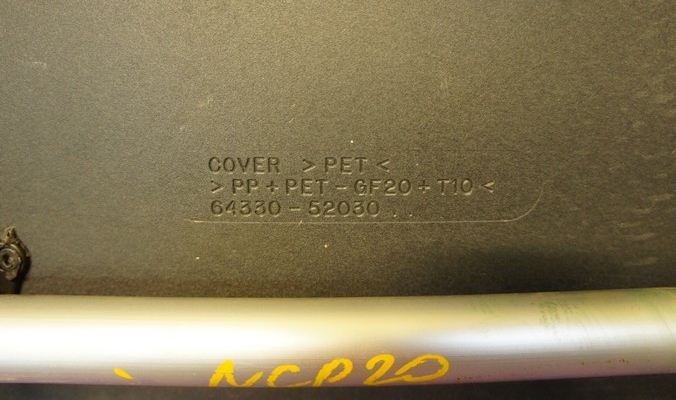 COVER >PET<
>PP+PET-GF20+T10<
64330-52030
NCP20